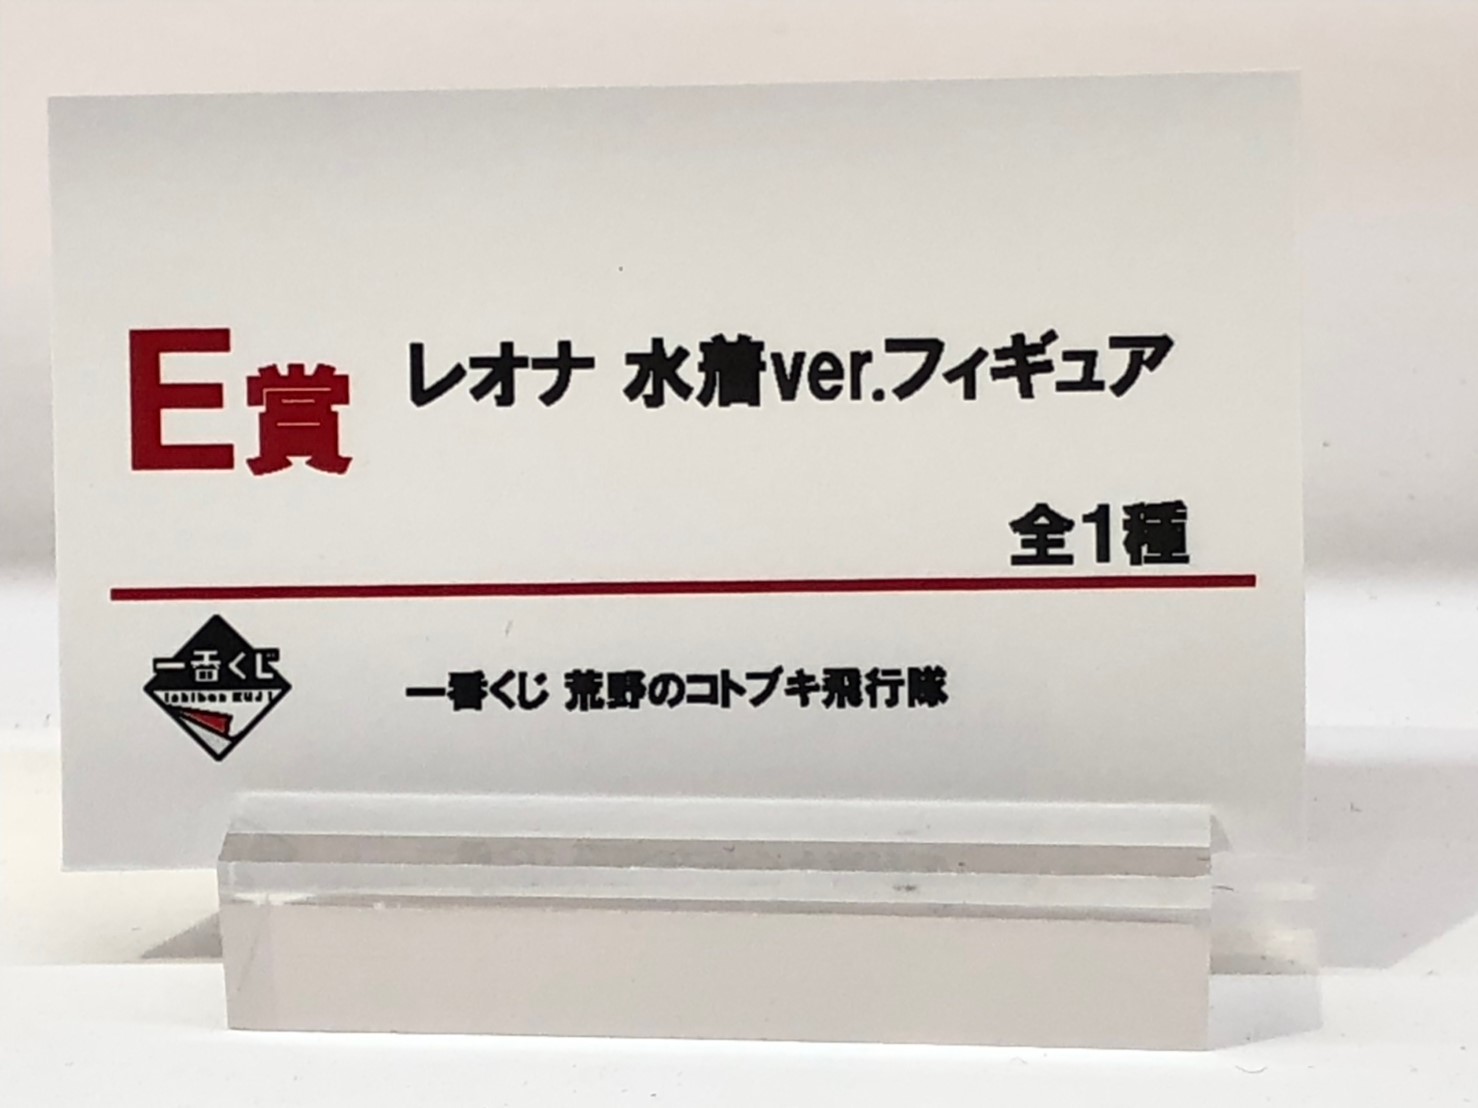 E賞 レオナ 水着ver.フィギュア
全1種
一番くじ
Ichiban KUJI
一番くじ 荒野のコトブキ飛行隊